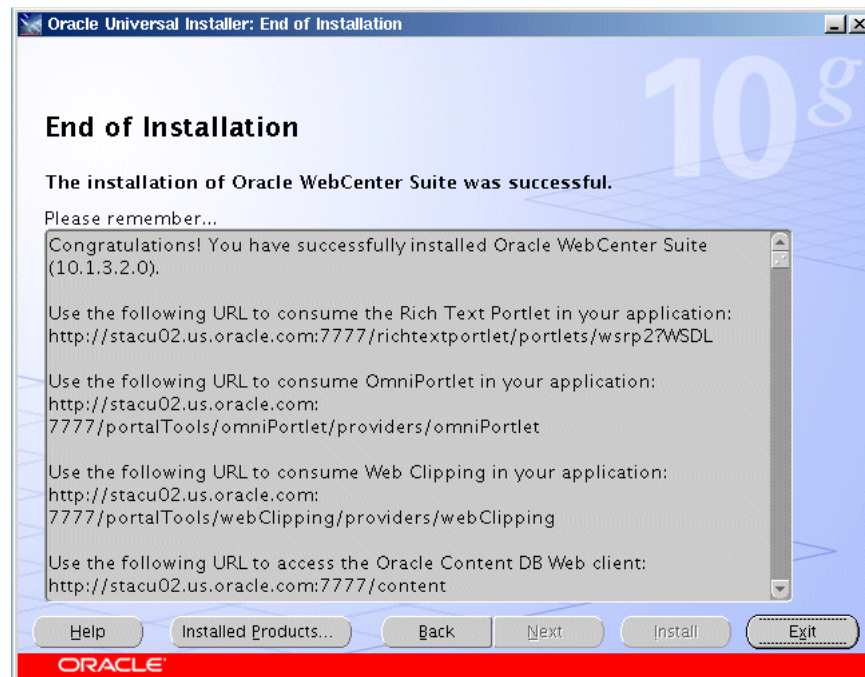 Oracle Universal Installer: End of Installation
10g
End of Installation
The installation of Oracle WebCenter Suite was successful.
Please remember...
Congratulations! You have successfully installed Oracle WebCenter Suite
(10.1.3.2.0).
Use the following URL to consume the Rich Text Portlet in your application:
http://stacu02.us.oracle.com:7777/richtextportlet/portlets/wsrp2?WSDL
Use the following URL to consume OmniPortlet in your application:
http://stacu02.us.oracle.com:
7777/portalTools/omniPortlet/providers/omniPortlet
Use the following URL to consume Web Clipping in your application:
http://stacu02.us.oracle.com:
7777/portalTools/webClipping/providers/webClipping
Use the following URL to access the Oracle Content DB Web client:
http://stacu02.us.oracle.com:7777/content
Help Installed Products... Back Next Install Exit
ORACLE